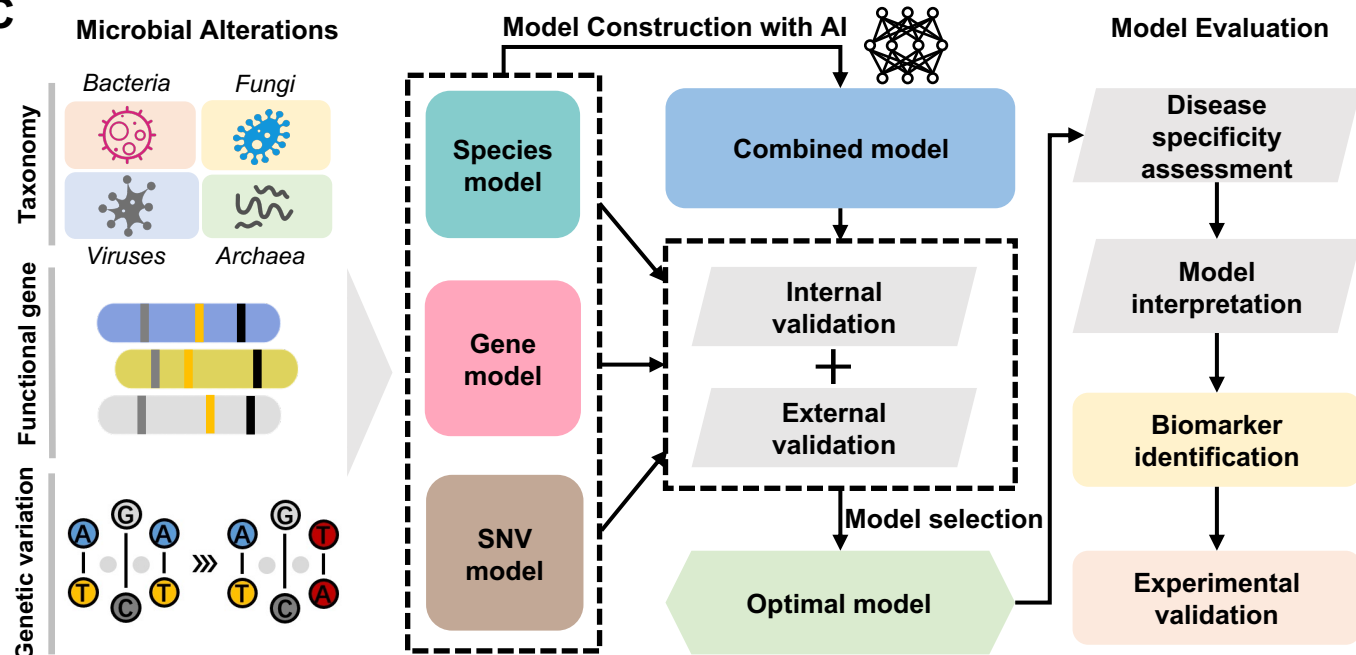 C
Microbial Alterations
Taxonomy
Bacteria
Fungi
Viruses
Archaea
Functional gene
Genetic variation
A
G
A
T
C
T
A
G
T
T
C
A
Model Construction with AI
Species
model
Gene
model
SNV
model
Combined model
Internal
validation
+
External
validation
Model selection
Optimal model
Model Evaluation
Disease
specificity
assessment
Model
interpretation
Biomarker
identification
Experimental
validation